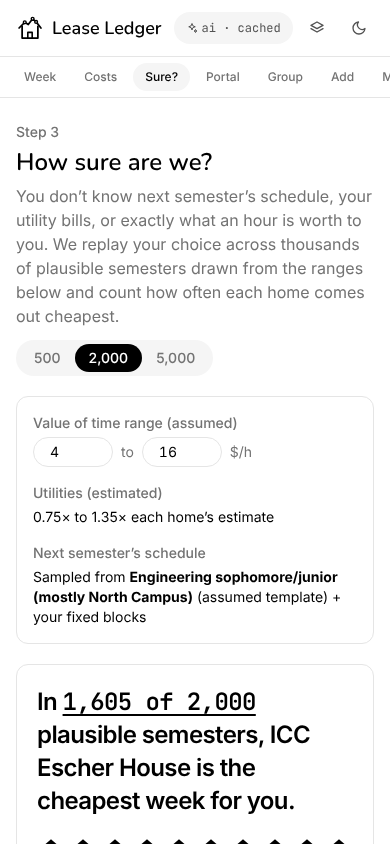 Lease Ledger
ai · cached
Week Costs Sure? Portal Group Add M
Step 3
How sure are we?
You don’t know next semester’s schedule, your
utility bills, or exactly what an hour is worth to
you. We replay your choice across thousands
of plausible semesters drawn from the ranges
below and count how often each home comes
out cheapest.
500 2,000 5,000
Value of time range (assumed)
4 to 16 $/h
Utilities (estimated)
0.75× to 1.35× each home’s estimate
Next semester’s schedule
Sampled from Engineering sophomore/junior
(mostly North Campus) (assumed template) +
your fixed blocks
In 1,605 of 2,000
plausible semesters, ICC
Escher House is the
cheapest week for you.